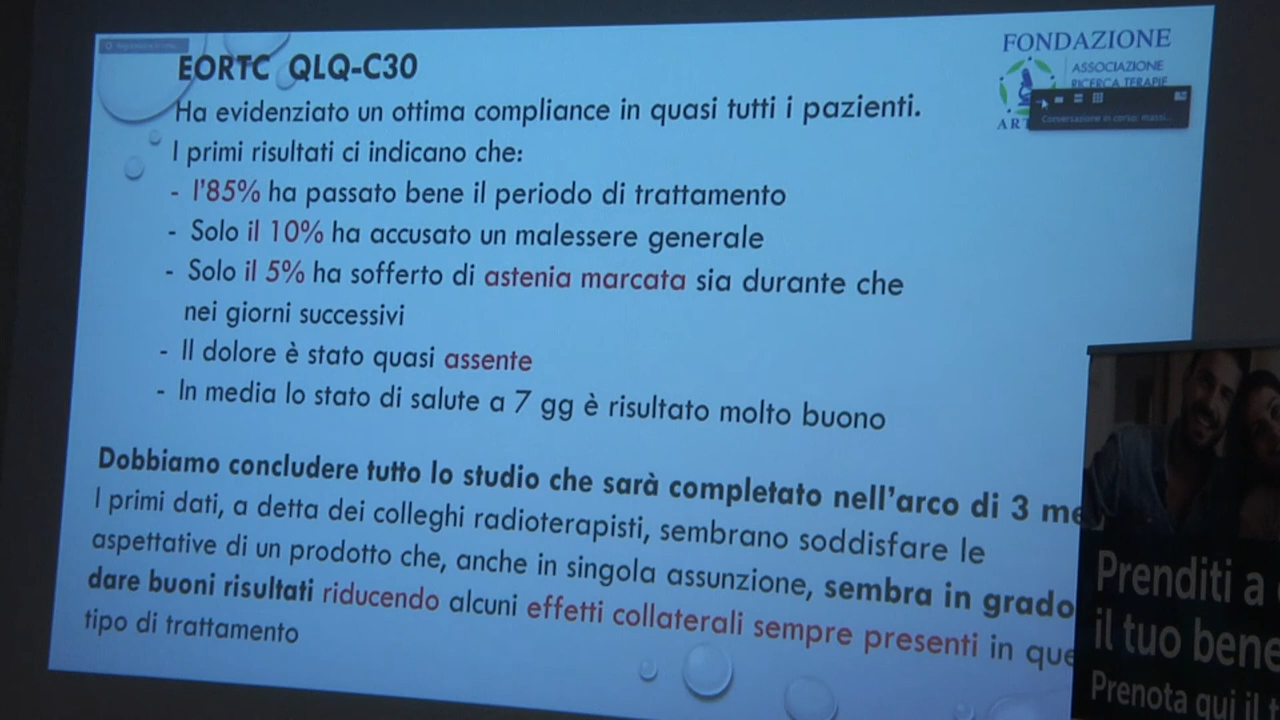 EORTC QLQ-C30
Ha evidenziato un ottima compliance in quasi tutti i pazienti.
I primi risultati ci indicano che:
- l'85% ha passato bene il periodo di trattamento
- Solo il 10% ha accusato un malessere generale
- Solo il 5% ha sofferto di astenia marcata sia durante che
nei giorni successivi
- Il dolore è stato quasi assente
- In media lo stato di salute a 7 gg è risultato molto buono
Dobbiamo concludere tutto lo studio che sarà completato nell'arco di 3 me
I primi dati, a detta dei colleghi radioterapisti, sembrano soddisfare le
aspettative di un prodotto che, anche in singola assunzione, sembra in grado
dare buoni risultati riducendo alcuni effetti collaterali sempre presenti in que
tipo di trattamento
FONDAZIONE
ASSOCIAZIONE
RICERCA TERAPIE
ART
Conversazione in corso: massi...
Prenditi a
il tuo bene
Prenota qui il t